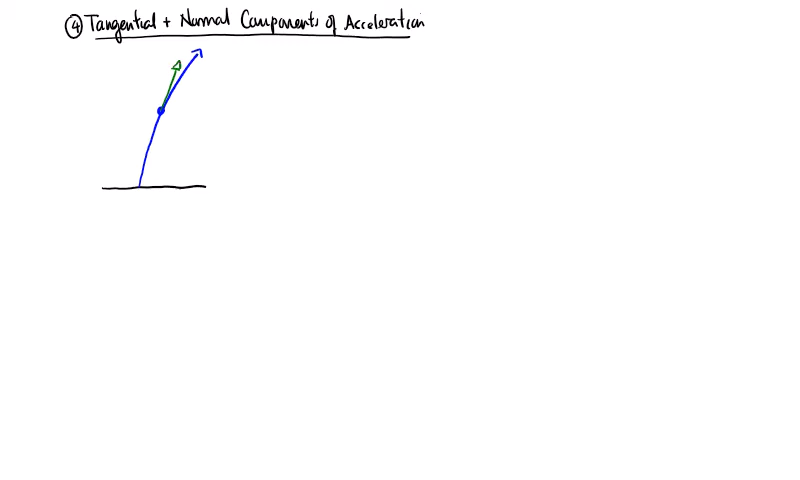 ④ Tangential + Normal Components of Acceleration